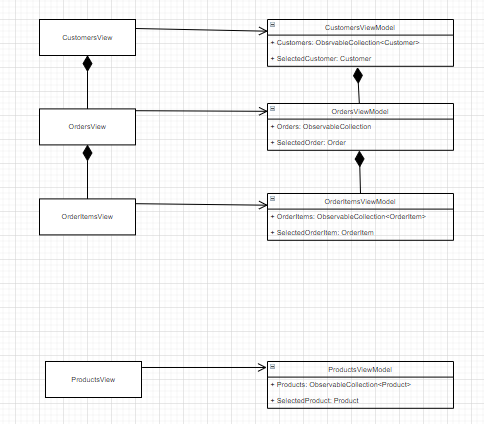 CustomersView
CustomersViewModel
+ Customers: ObsrvableCollection<Customer>
+ SelectedCustomer: Customer
OrdersView
OrdersViewModel
+ Orders: ObservableCollection
+ SelectedOrder: Order
OrderItemsView
OrderItemsViewModel
+ OrderItems: ObservableCollection<OrderItem>
+ SelectedOrderItem: OrderItem
ProductsView
ProductsViewModel
+ Products: ObservableCollection<Product>
+ SelectedProduct: Product